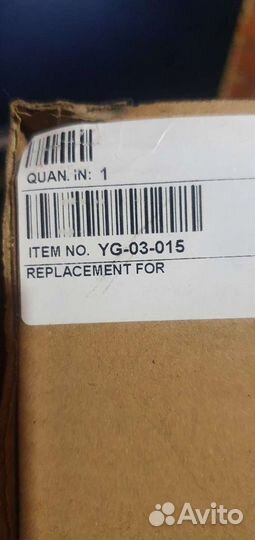 QUAN. IN: 1
ITEM NO. YG-03-015
REPLACEMENT FOR
Avito